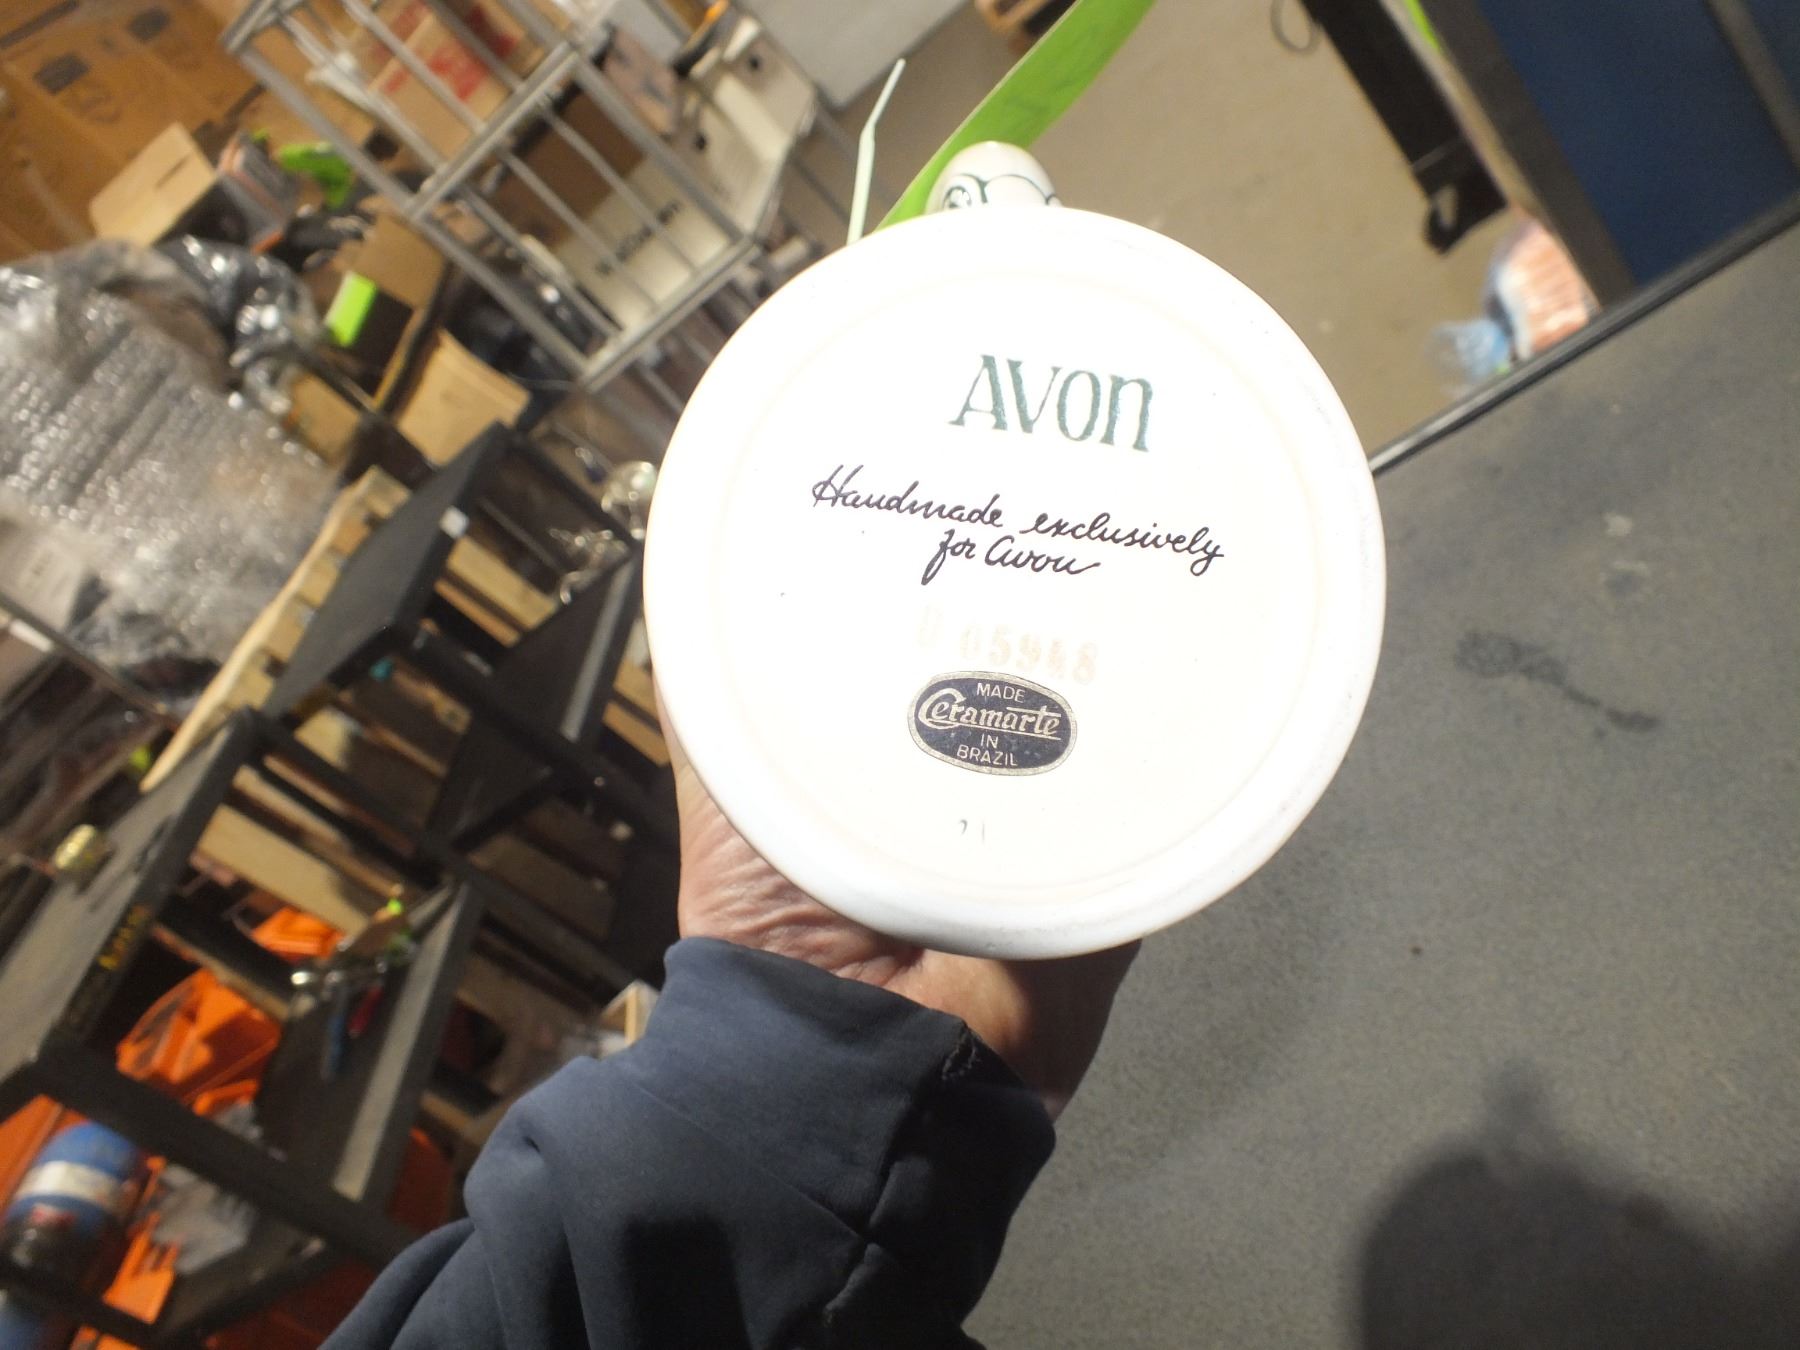 AVON
Handmade exclusively
for Avon
MADE
Ceramarte
IN
BRAZIL